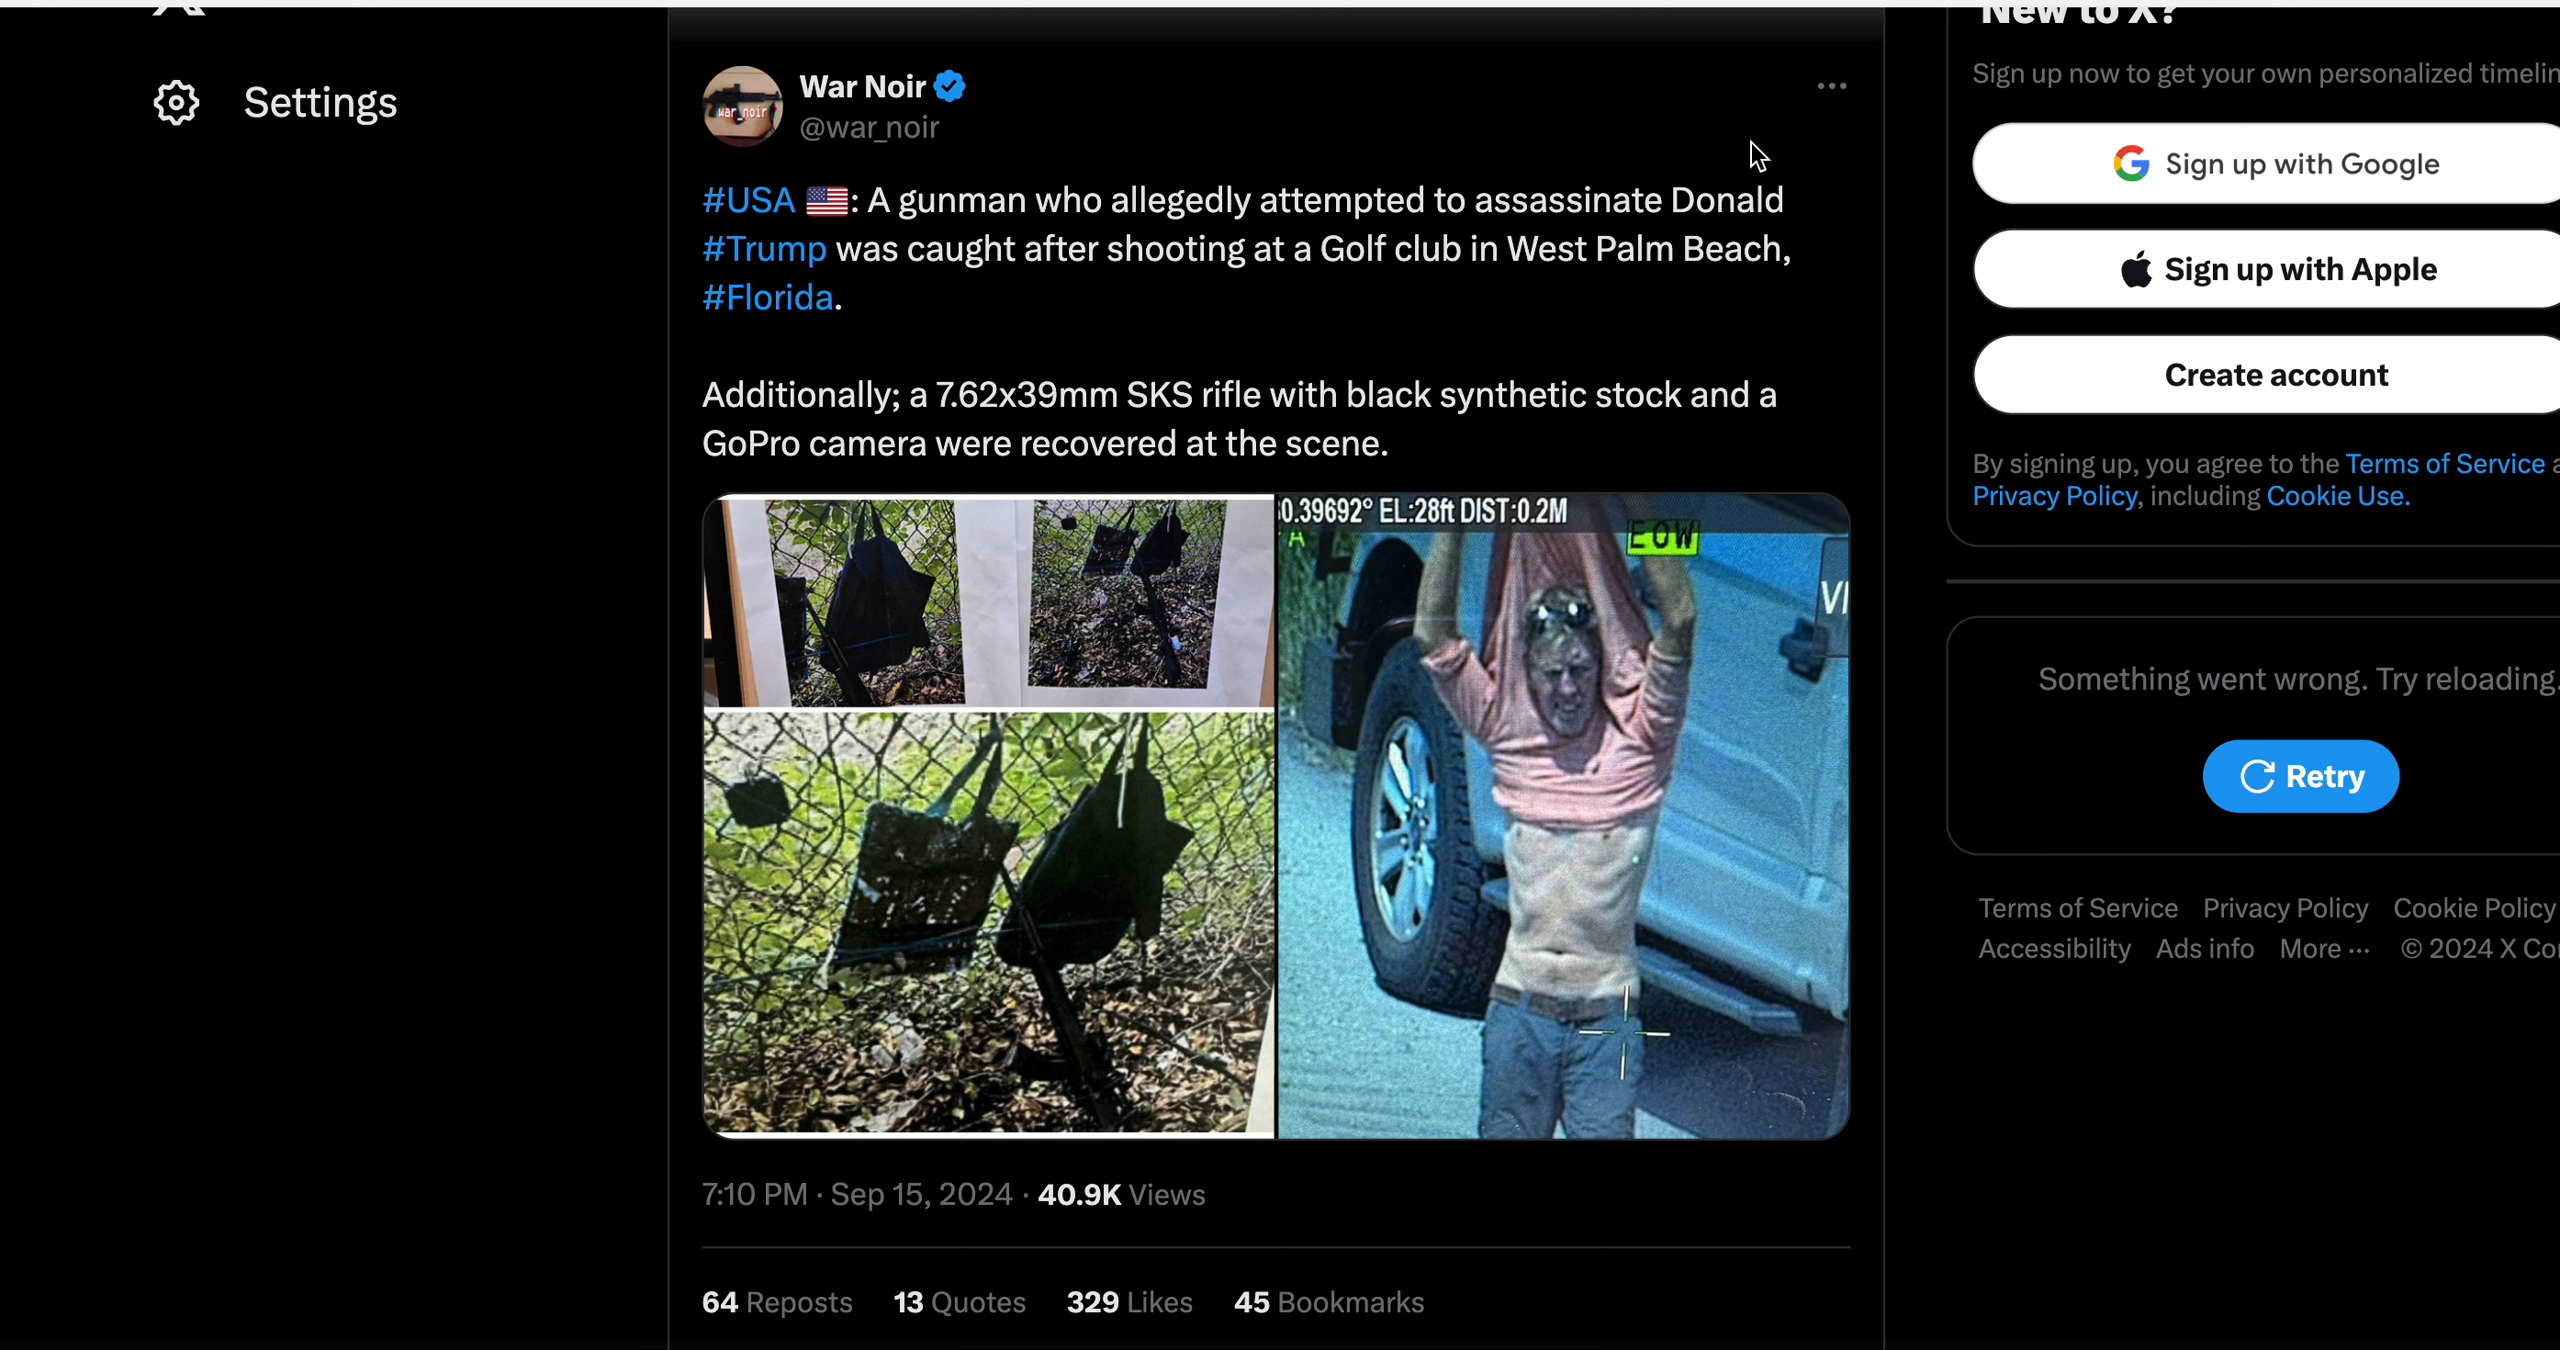 New to X?
Settings
War Noir
@war_noir
war_noir
#USA 🇺🇸: A gunman who allegedly attempted to assassinate Donald
#Trump was caught after shooting at a Golf club in West Palm Beach,
#Florida.
Additionally; a 7.62x39mm SKS rifle with black synthetic stock and a
GoPro camera were recovered at the scene.
0.39692° EL:28ft DIST:0.2M
A
EOW
VI
7:10 PM · Sep 15, 2024 · 40.9K Views
64 Reposts 13 Quotes 329 Likes 45 Bookmarks
Sign up now to get your own personalized timelin
Sign up with Google
Sign up with Apple
Create account
By signing up, you agree to the Terms of Service a
Privacy Policy, including Cookie Use.
Something went wrong. Try reloading.
Retry
Terms of Service Privacy Policy Cookie Policy
Accessibility Ads info More ··· © 2024 X Co